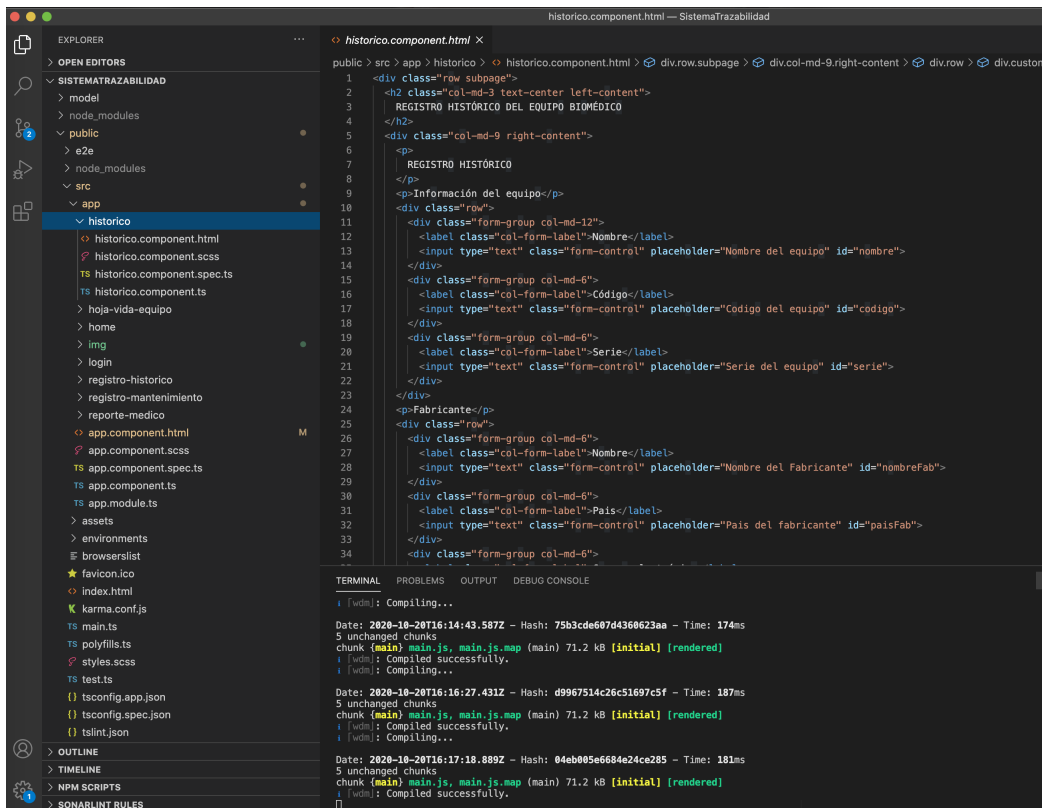 historico.component.html — SistemaTrazabilidad
EXPLORER
OPEN EDITORS
SISTEMATRAZABILIDAD
model
node_modules
public
e2e
node_modules
src
app
historico
historico.component.html
historico.component.scss
TS historico.component.spec.ts
TS historico.component.ts
hoja-vida-equipo
home
img
login
registro-historico
registro-mantenimiento
reporte-medico
app.component.html M
app.component.scss
TS app.component.spec.ts
TS app.component.ts
TS app.module.ts
assets
environments
browserslist
favicon.ico
index.html
karma.conf.js
TS main.ts
TS polyfills.ts
styles.scss
TS test.ts
{} tsconfig.app.json
{} tsconfig.spec.json
{} tslint.json
OUTLINE
TIMELINE
NPM SCRIPTS
SONARLINT RULES
2
1
historico.component.html ×
public > src > app > historico > historico.component.html > div.row.subpage > div.col-md-9.right-content > div.row > div.custom
1 <div class="row subpage">
2 <h2 class="col-md-3 text-center left-content">
3 REGISTRO HISTÓRICO DEL EQUIPO BIOMÉDICO
4 </h2>
5 <div class="col-md-9 right-content">
6 <p>
7 REGISTRO HISTÓRICO
8 </p>
9 <p>Información del equipo</p>
10 <div class="row">
11 <div class="form-group col-md-12">
12 <label class="col-form-label">Nombre</label>
13 <input type="text" class="form-control" placeholder="Nombre del equipo" id="nombre">
14 </div>
15 <div class="form-group col-md-6">
16 <label class="col-form-label">Código</label>
17 <input type="text" class="form-control" placeholder="Codigo del equipo" id="codigo">
18 </div>
19 <div class="form-group col-md-6">
20 <label class="col-form-label">Serie</label>
21 <input type="text" class="form-control" placeholder="Serie del equipo" id="serie">
22 </div>
23 </div>
24 <p>Fabricante</p>
25 <div class="row">
26 <div class="form-group col-md-6">
27 <label class="col-form-label">Nombre</label>
28 <input type="text" class="form-control" placeholder="Nombre del Fabricante" id="nombreFab">
29 </div>
30 <div class="form-group col-md-6">
31 <label class="col-form-label">Pais</label>
32 <input type="text" class="form-control" placeholder="Pais del fabricante" id="paisFab">
33 </div>
34 <div class="form-group col-md-6">
TERMINAL PROBLEMS OUTPUT DEBUG CONSOLE
i ｢wdm｣: Compiling...
Date: 2020-10-20T16:14:43.587Z - Hash: 75b3cde607d4360623aa - Time: 174ms
5 unchanged chunks
chunk {main} main.js, main.js.map (main) 71.2 kB [initial] [rendered]
i ｢wdm｣: Compiled successfully.
i ｢wdm｣: Compiling...
Date: 2020-10-20T16:16:27.431Z - Hash: d9967514c26c51697c5f - Time: 187ms
5 unchanged chunks
chunk {main} main.js, main.js.map (main) 71.2 kB [initial] [rendered]
i ｢wdm｣: Compiled successfully.
i ｢wdm｣: Compiling...
Date: 2020-10-20T16:17:18.889Z - Hash: 04eb005e6684e24ce285 - Time: 181ms
5 unchanged chunks
chunk {main} main.js, main.js.map (main) 71.2 kB [initial] [rendered]
i ｢wdm｣: Compiled successfully.